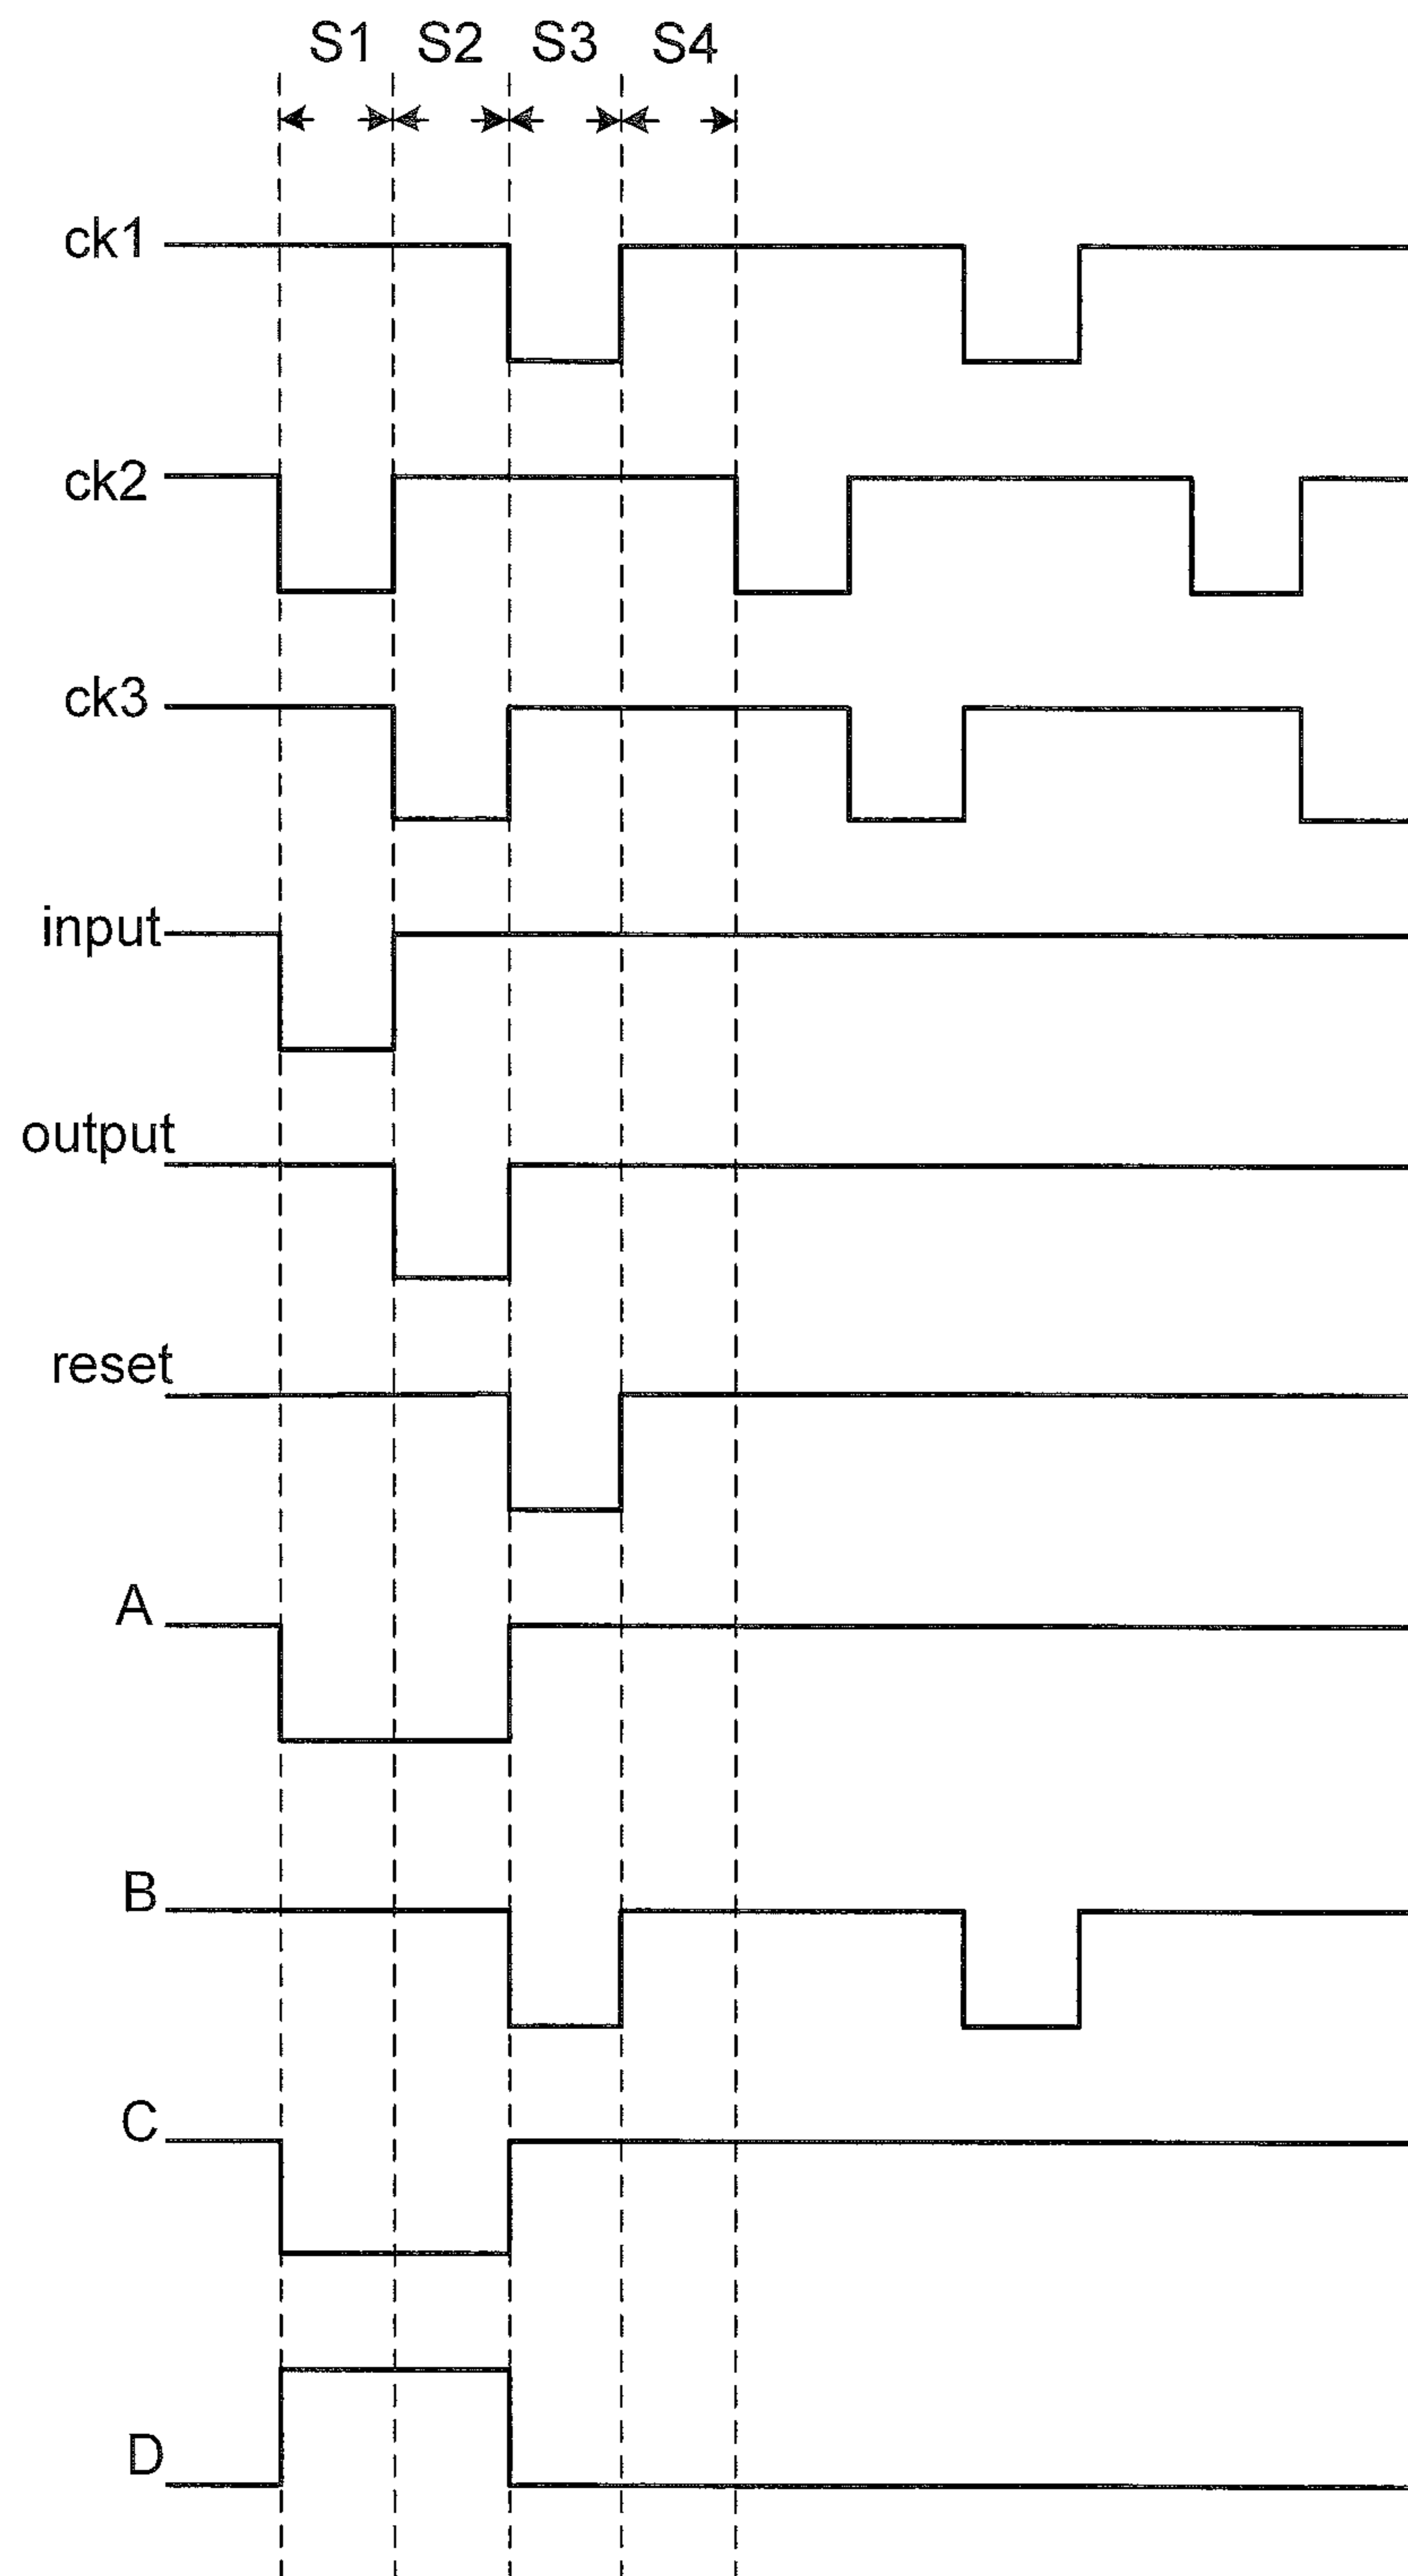 S1 S2 S3 S4
ck1
ck2
ck3
input
output
reset
A
B
C
D